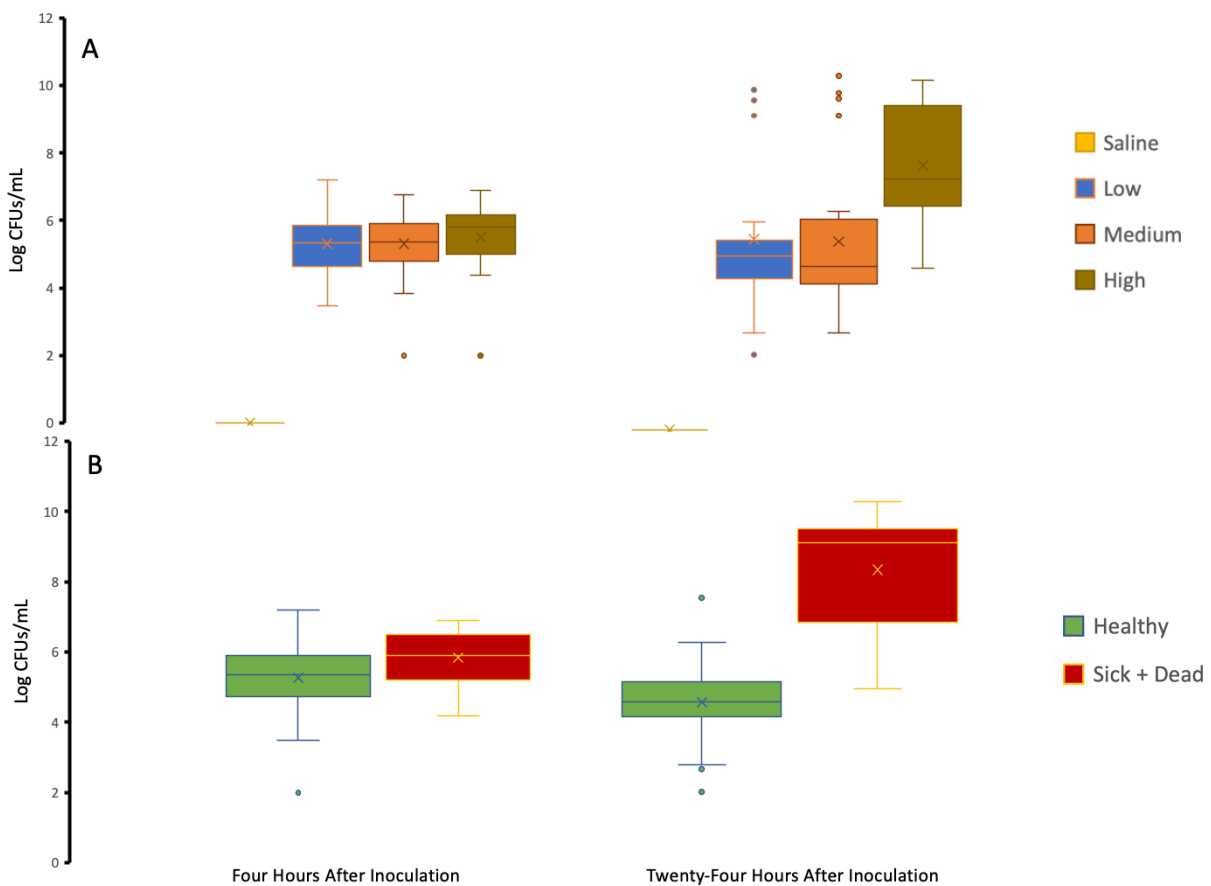 A
Log CFUs/mL
12
10
8
6
4
2
0
Saline
Low
Medium
High
B
Log CFUs/mL
12
10
8
6
4
2
0
Healthy
Sick + Dead
Four Hours After Inoculation
Twenty-Four Hours After Inoculation